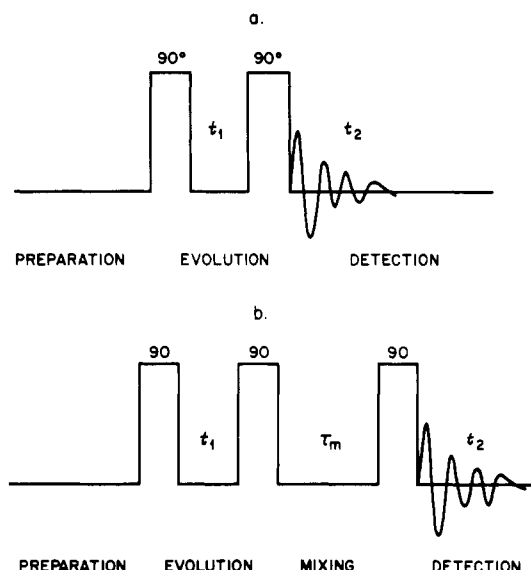 a.
90° 90°
t₁ t₂
PREPARATION EVOLUTION DETECTION
b.
90 90 90
t₁ τₘ t₂
PREPARATION EVOLUTION MIXING DETECTION